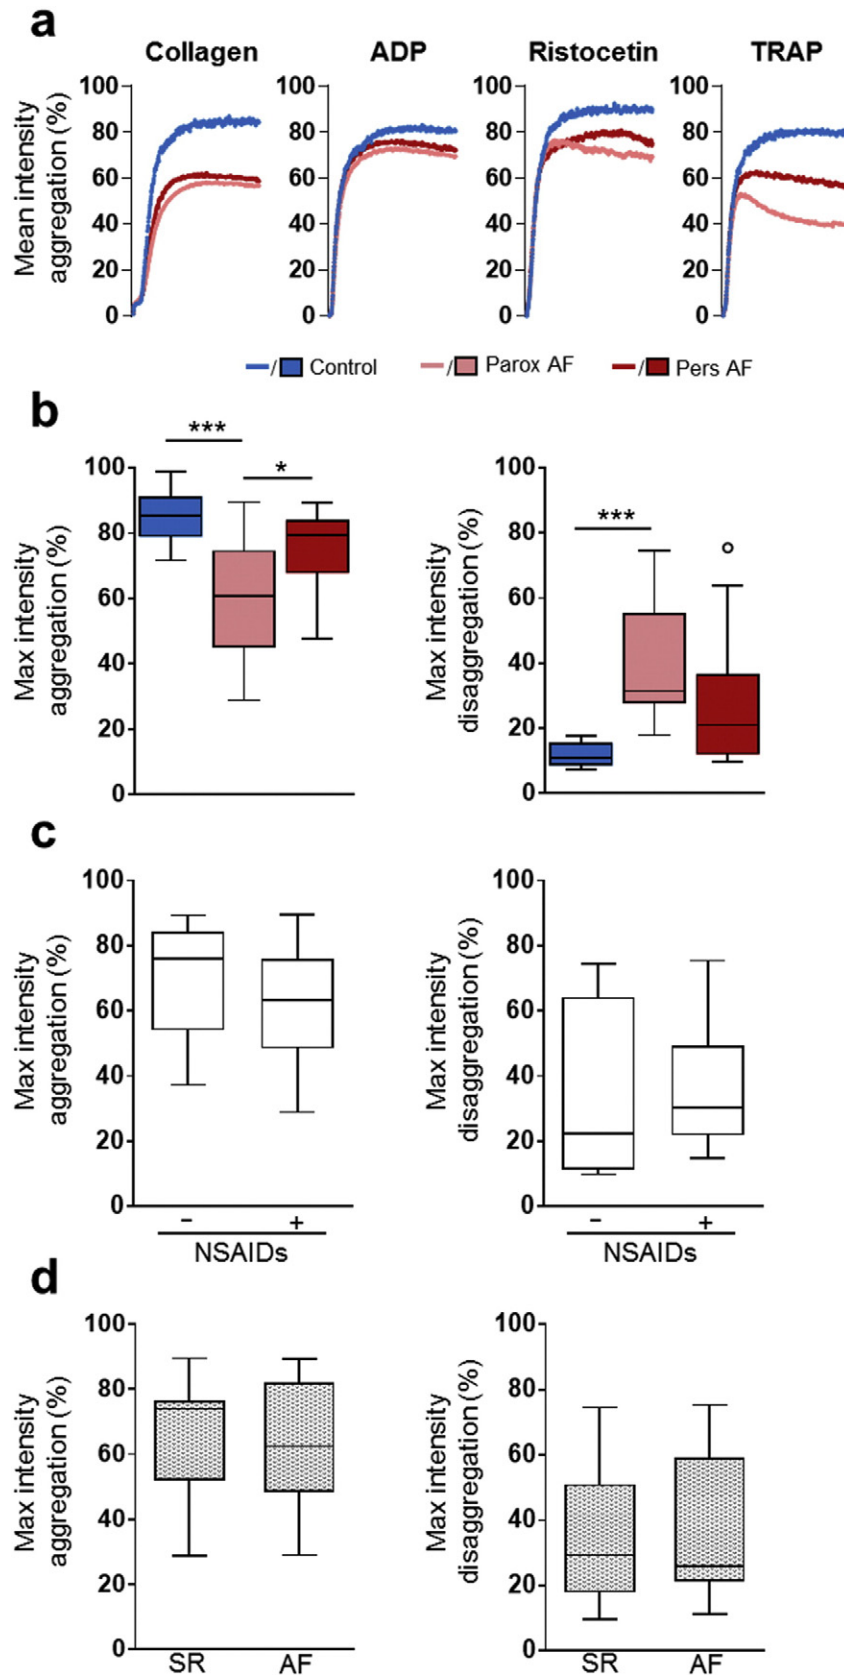 a
Collagen ADP Ristocetin TRAP
Mean intensity
aggregation (%)
100 100 100 100
80 80 80 80
60 60 60 60
40 40 40 40
20 20 20 20
0 0 0 0
/ Control / Parox AF / Pers AF
b
Max intensity
aggregation (%)
100
80
60
40
20
0
***
*
Max intensity
disaggregation (%)
100
80
60
40
20
0
***
c
Max intensity
aggregation (%)
100
80
60
40
20
0
− +
NSAIDs
Max intensity
disaggregation (%)
100
80
60
40
20
0
− +
NSAIDs
d
Max intensity
aggregation (%)
100
80
60
40
20
0
SR AF
Max intensity
disaggregation (%)
100
80
60
40
20
0
SR AF